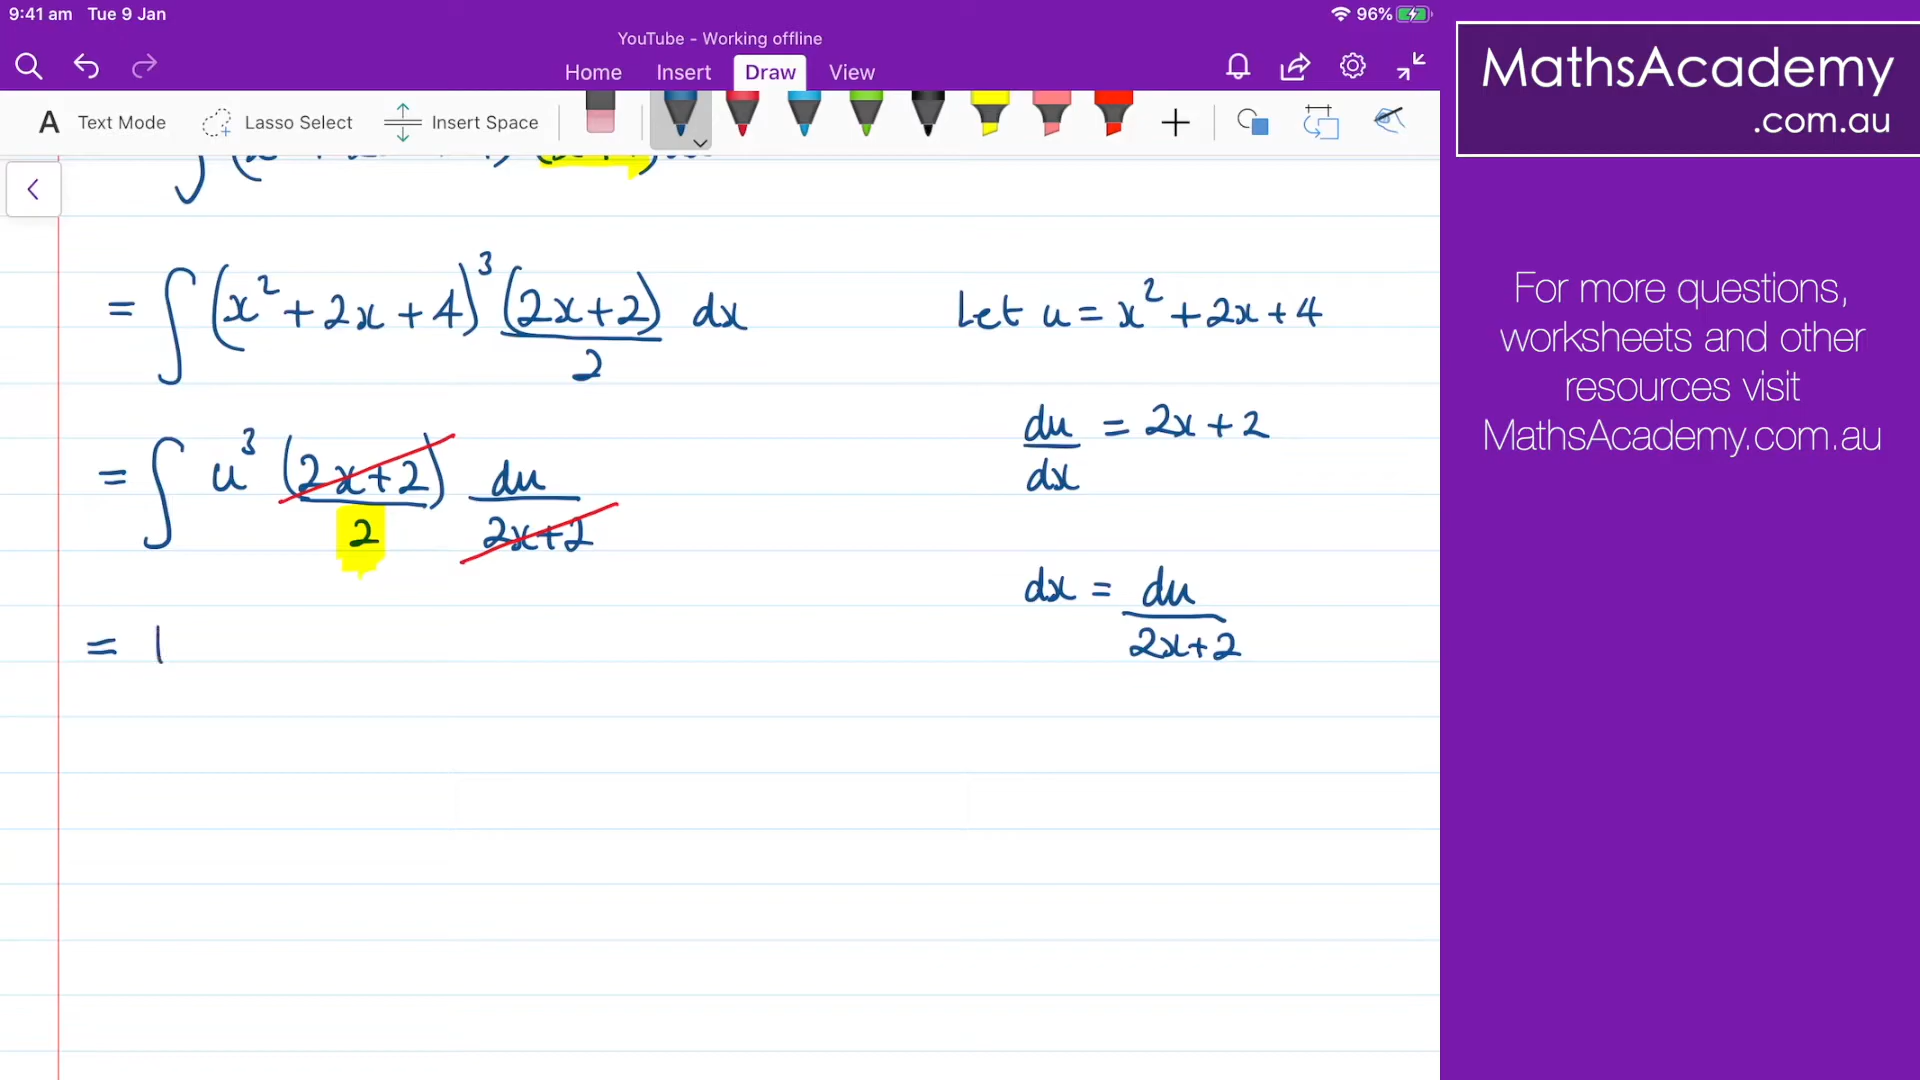 9:41 am Tue 9 Jan 96%
YouTube - Working offline
Home Insert Draw View
A Text Mode Lasso Select Insert Space
= ∫ (x² + 2x + 4)³ (2x+2)/2 dx
Let u = x² + 2x + 4
du/dx = 2x + 2
= ∫ u³ (2x+2)/2 du/(2x+2)
dx = du/(2x+2)
= 1
MathsAcademy
.com.au
For more questions,
worksheets and other
resources visit
MathsAcademy.com.au